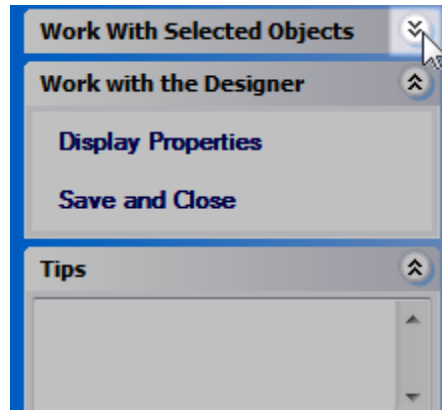 Work With Selected Objects
Work with the Designer
Display Properties
Save and Close
Tips